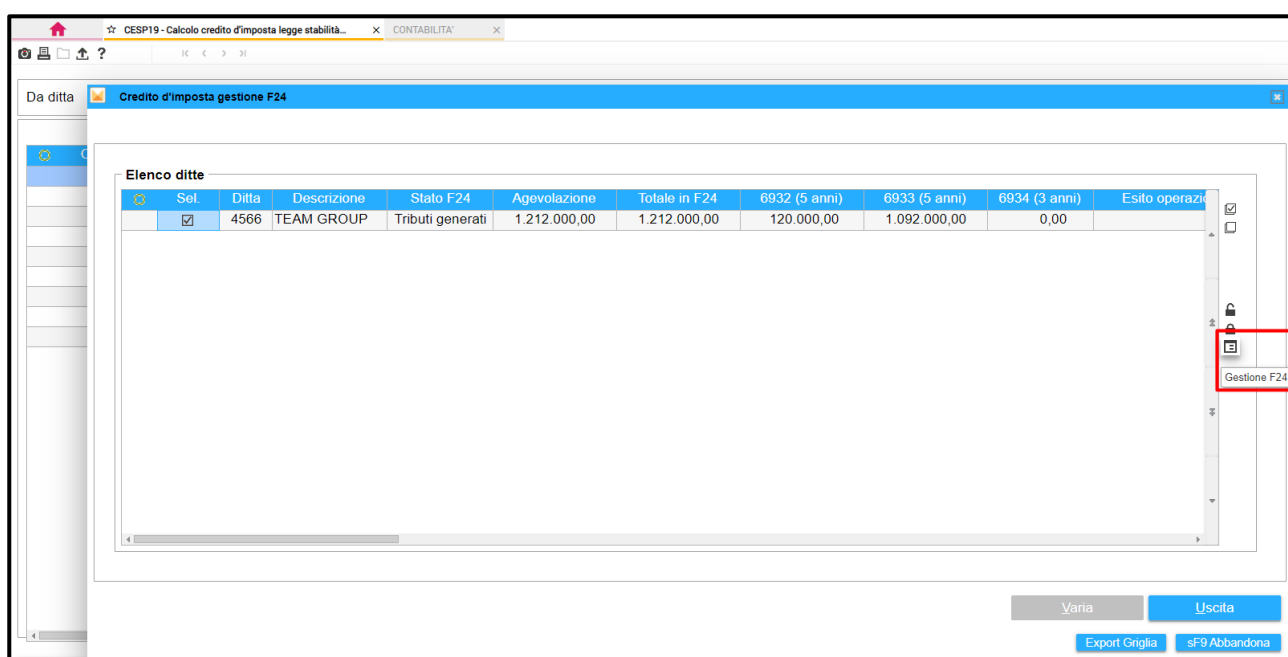 CESP19 - Calcolo credito d'imposta legge stabilità... CONTABILITA'
?
Da ditta
Credito d'imposta gestione F24
Elenco ditte
Sel. Ditta Descrizione Stato F24 Agevolazione Totale in F24 6932 (5 anni) 6933 (5 anni) 6934 (3 anni) Esito operazi
4566 TEAM GROUP Tributi generati 1.212.000,00 1.212.000,00 120.000,00 1.092.000,00 0,00
Gestione F24
Varia Uscita
Export Griglia sF9 Abbandona